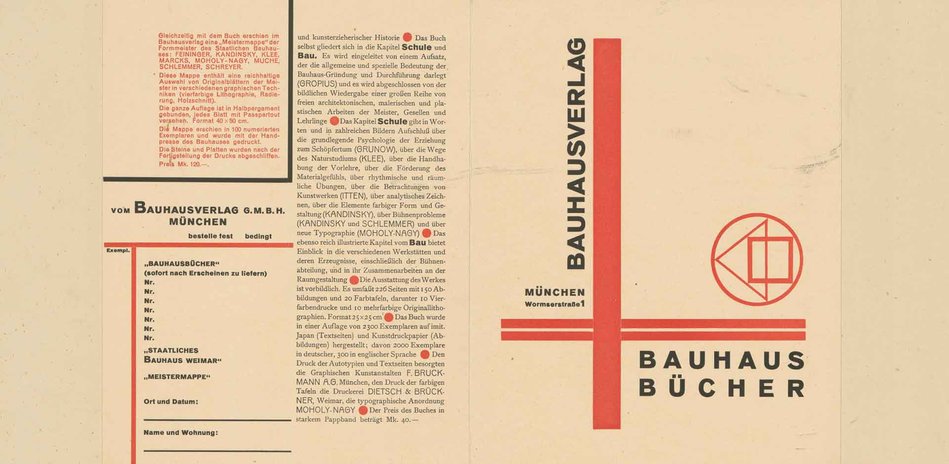 Gleichzeitig mit dem Buch erschien im
Bauhausverlag eine „Meistermappe" der
Formmeister des Staatlichen Bauhau-
ses: FEININGER, KANDINSKY, KLEE,
MARCKS, MOHOLY-NAGY, MUCHE,
SCHLEMMER, SCHREYER.
Diese Mappe enthält eine reichhaltige
Auswahl von Originalblättern der Mei-
ster in verschiedenen graphischen Tech-
niken (vierfarbige Lithographie, Radie-
rung, Holzschnitt).
Die ganze Auflage ist in Halbpergament
gebunden, jedes Blatt mit Passepartout
versehen. Format 40×50 cm.
Die Mappe erschien in 100 numerierten
Exemplaren und wurde mit der Hand-
presse des Bauhauses gedruckt.
Die Steine und Platten wurden nach der
Fertigstellung der Drucke abgeschliffen.
Preis Mk. 120.—
VOM BAUHAUSVERLAG G.M.B.H.
MÜNCHEN
bestelle fest bedingt
Exempl.
„BAUHAUSBÜCHER"
(sofort nach Erscheinen zu liefern)
Nr.
Nr.
Nr.
Nr.
Nr.
„STAATLICHES
BAUHAUS WEIMAR"
„MEISTERMAPPE"
Ort und Datum:
Name und Wohnung:
und kunsterzieherischer Historie ● Das Buch
selbst gliedert sich in die Kapitel Schule und
Bau. Es wird eingeleitet von einem Aufsatz,
der die allgemeine und spezielle Bedeutung der
Bauhaus-Gründung und Durchführung darlegt
(GROPIUS) und es wird abgeschlossen von der
bildlichen Wiedergabe einer großen Reihe von
freien architektonischen, malerischen und pla-
stischen Arbeiten der Meister, Gesellen und
Lehrlinge ● Das Kapitel Schule gibt in Wor-
ten und in zahlreichen Bildern Aufschluß über
die grundlegende Psychologie der Erziehung
zum Schöpfertum (GRUNOW), über die Wege
des Naturstudiums (KLEE), über die Handha-
bung der Vorlehre, über die Förderung des
Materialgefühls, über rhythmische und räum-
liche Übungen, über die Betrachtungen von
Kunstwerken (ITTEN), über analytisches Zeich-
nen, über die Elemente farbiger Form und Ge-
staltung (KANDINSKY), über Bühnenprobleme
(KANDINSKY und SCHLEMMER) und über
neue Typographie (MOHOLY-NAGY) ● Das
ebenso reich illustrierte Kapitel vom Bau bietet
Einblick in die verschiedenen Werkstätten und
deren Erzeugnisse, einschließlich der Bühnen-
abteilung, und in ihr Zusammenarbeiten an der
Raumgestaltung ● Die Ausstattung des Werkes
ist vorbildlich. Es umfaßt 226 Seiten mit 150 Ab-
bildungen und 20 Farbtafeln, darunter 10 Vier-
farbendrucke und 10 mehrfarbige Originallitho-
graphien. Format 25×25 cm ● Das Buch wurde
in einer Auflage von 2300 Exemplaren auf imit.
Japan (Textseiten) und Kunstdruckpapier (Ab-
bildungen) hergestellt; davon 2000 Exemplare
in deutscher, 300 in englischer Sprache ● Den
Druck der Autotypien und Textseiten besorgten
die Graphischen Kunstanstalten F. BRUCK-
MANN A.G. München, den Druck der farbigen
Tafeln die Druckerei DIETSCH & BRÜCK-
NER, Weimar, die typographische Anordnung
MOHOLY-NAGY ● Der Preis des Buches in
starkem Pappband beträgt Mk. 40.—
BAUHAUSVERLAG
MÜNCHEN
Wormserstraße 1
BAUHAUS
BÜCHER